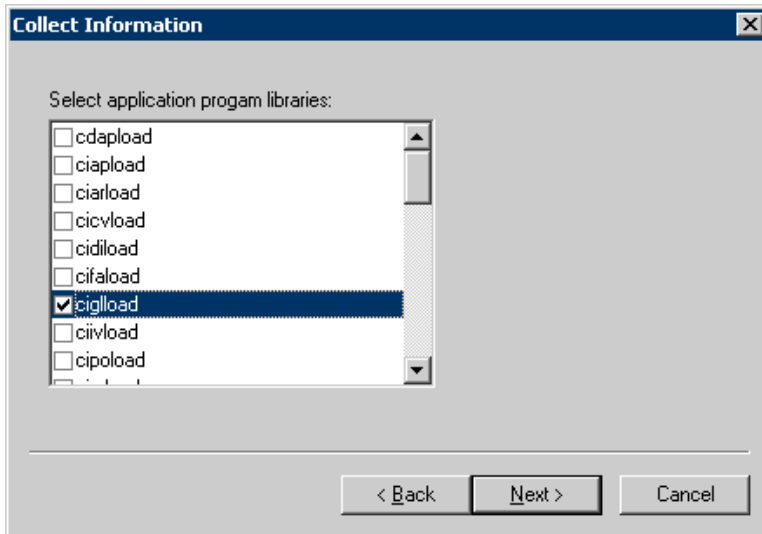 Collect Information
Select application progam libraries:
cdapload
ciapload
ciarload
cicvload
cidiload
cifaload
ciglload
ciivload
cipoload
< Back
Next >
Cancel